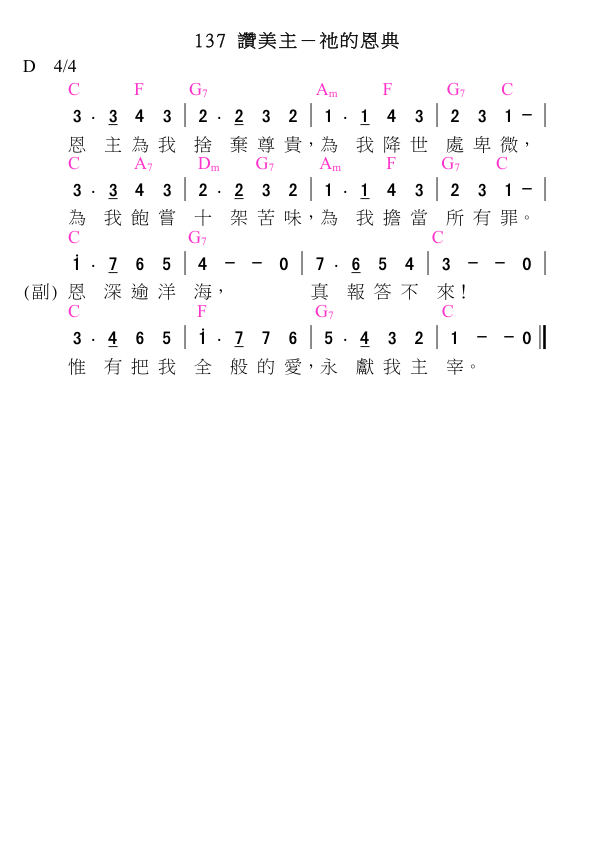 137 讚美主－祂的恩典
D 4/4
C F G7 Am F G7 C
3 . 3 4 3 | 2 . 2 3 2 | 1 . 1 4 3 | 2 3 1 － |
恩 主 為 我 捨 棄 尊 貴，為 我 降 世 處 卑 微，
C A7 Dm G7 Am F G7 C
3 . 3 4 3 | 2 . 2 3 2 | 1 . 1 4 3 | 2 3 1 － |
為 我 飽 嘗 十 架 苦 味，為 我 擔 當 所 有 罪。
C G7 C
i . 7 6 5 | 4 － － 0 | 7 . 6 5 4 | 3 － － 0 |
(副) 恩 深 逾 洋 海， 真 報 答 不 來！
C F G7 C
3 . 4 6 5 | i . 7 7 6 | 5 . 4 3 2 | 1 － － 0 ‖
惟 有 把 我 全 般 的 愛，永 獻 我 主 宰。